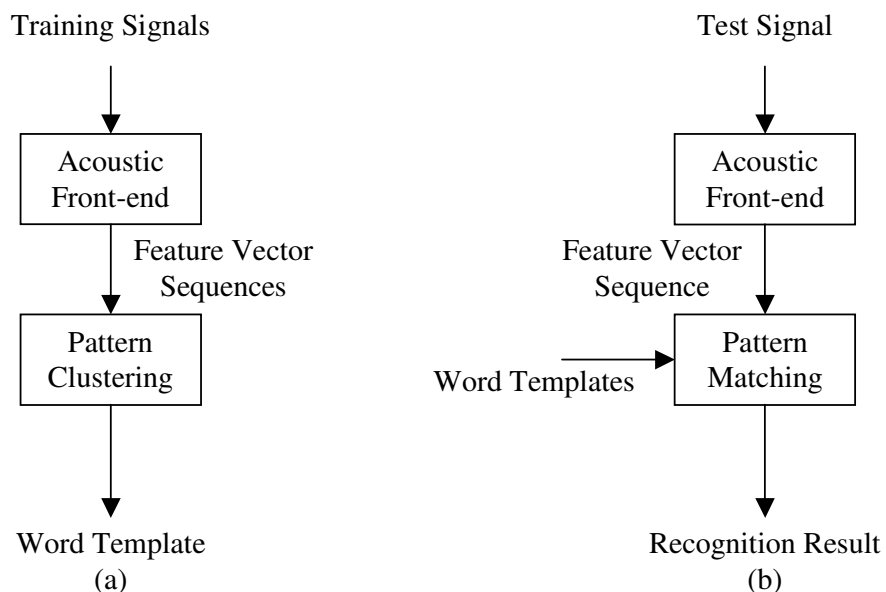 Training Signals
Acoustic
Front-end
Feature Vector
Sequences
Pattern
Clustering
Word Template
(a)
Test Signal
Acoustic
Front-end
Feature Vector
Sequence
Word Templates
Pattern
Matching
Recognition Result
(b)